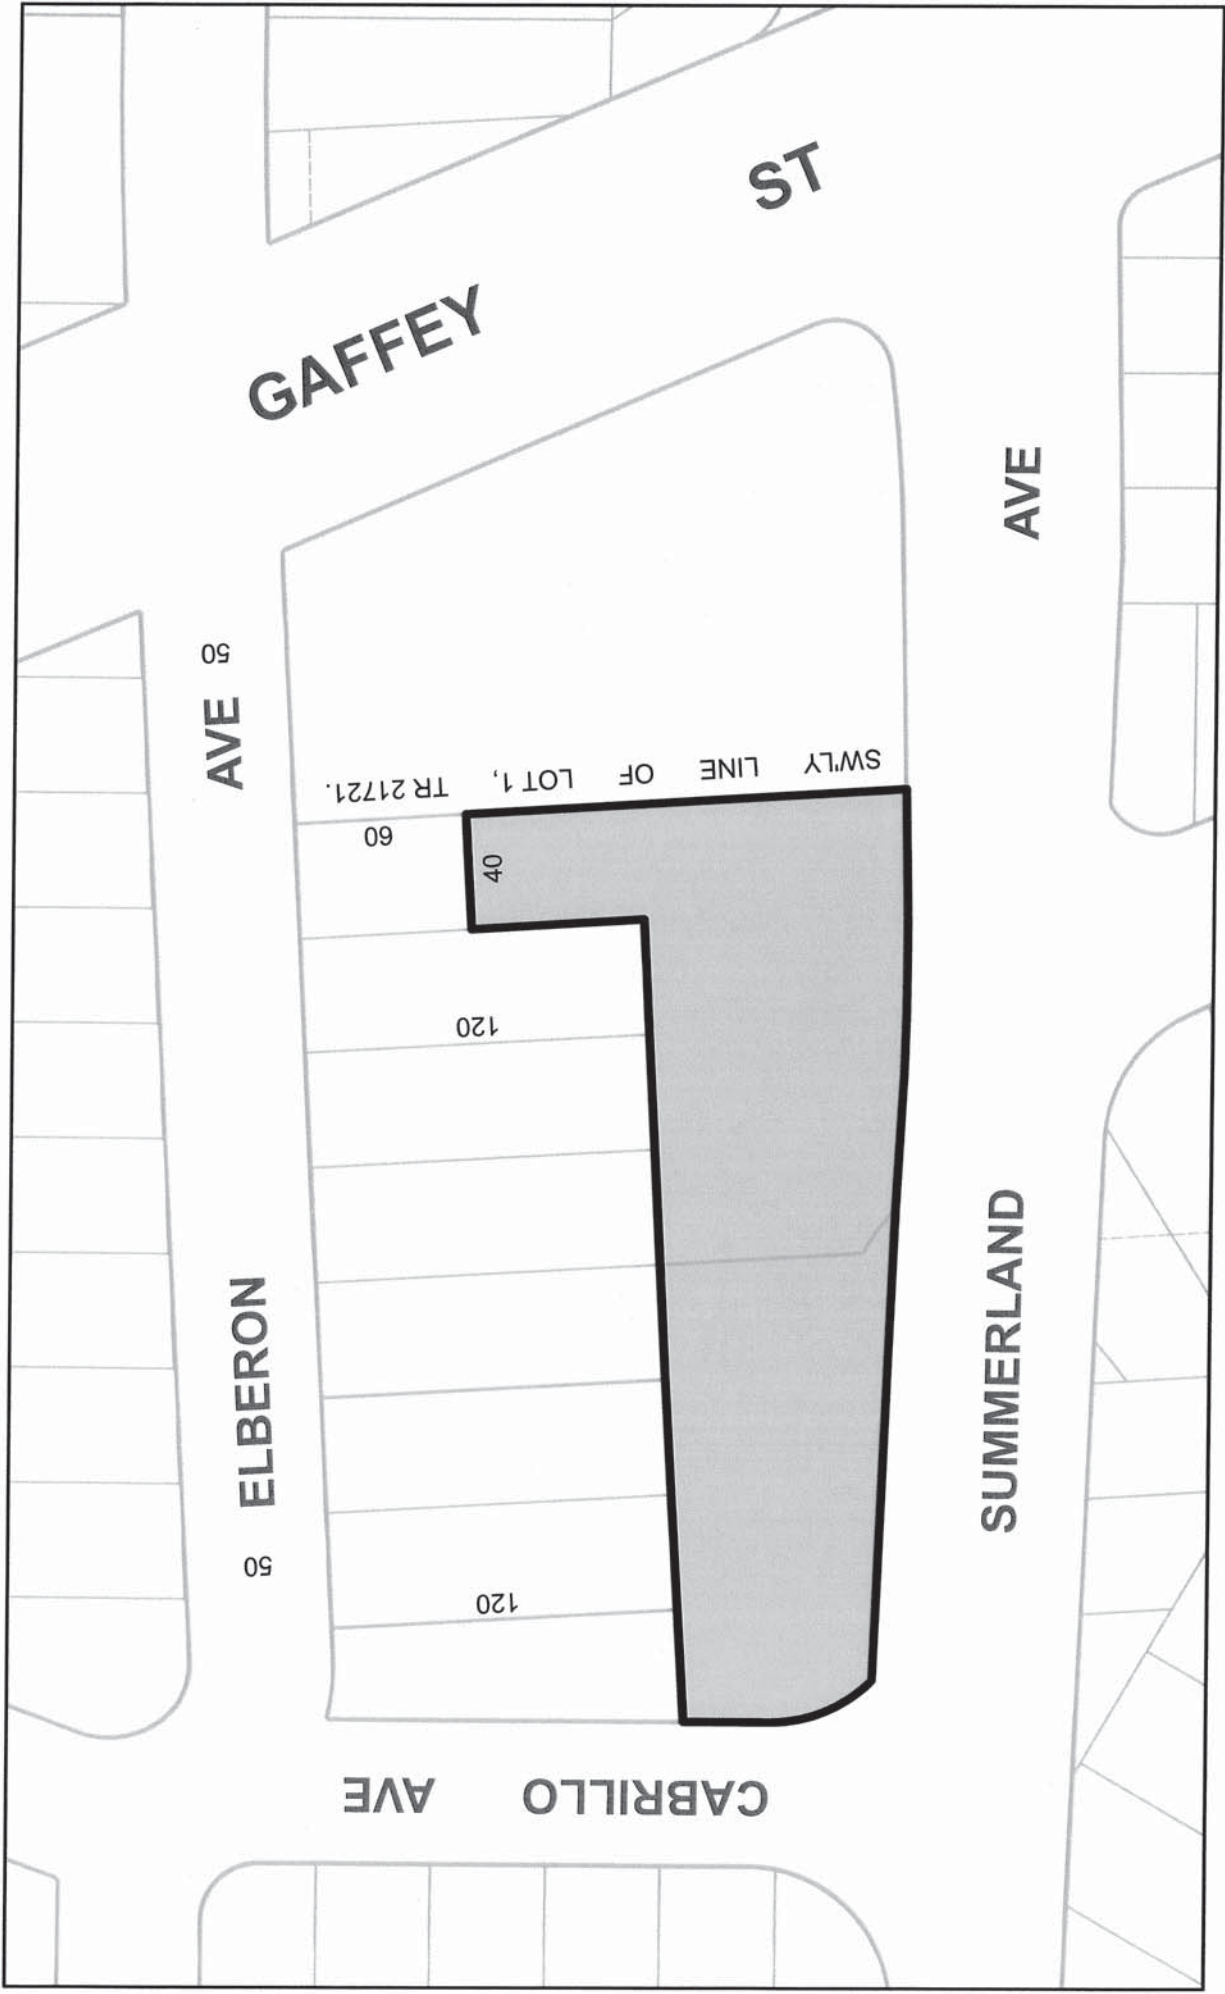 GAFFEY ST
ELBERON AVE
50
50
SW'LY LINE OF LOT 1, TR 21721.
60
40
120
120
SUMMERLAND AVE
CABRILLO AVE